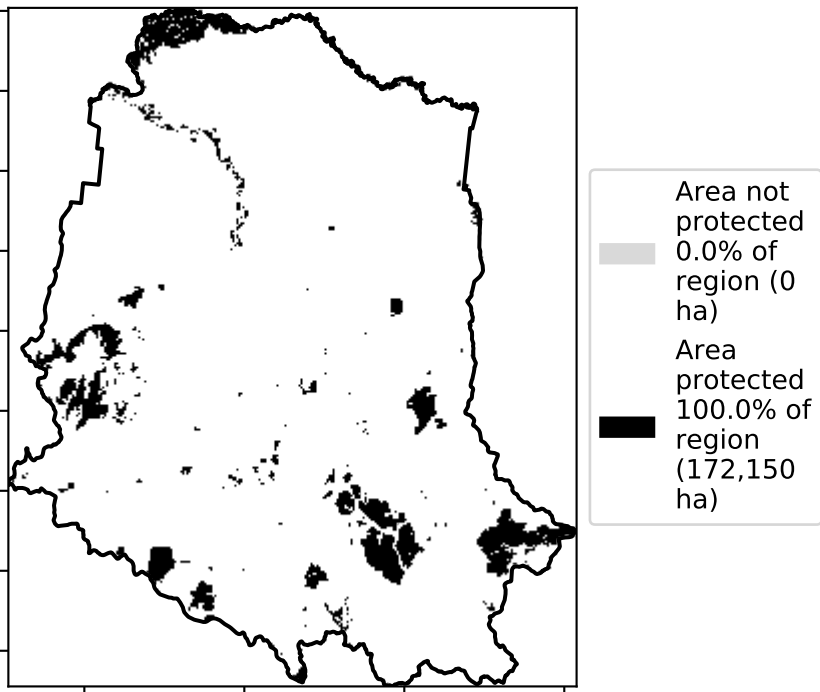 Area not
protected
0.0% of
region (0
ha)
Area
protected
100.0% of
region
(172,150
ha)